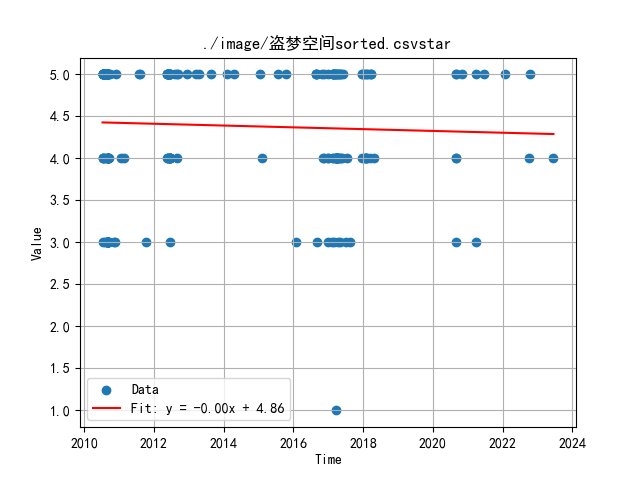 ./image/盗梦空间sorted.csvstar
5.0
4.5
4.0
3.5
3.0
2.5
2.0
1.5
1.0
Value
Data
Fit: y = -0.00x + 4.86
2010 2012 2014 2016 2018 2020 2022 2024
Time